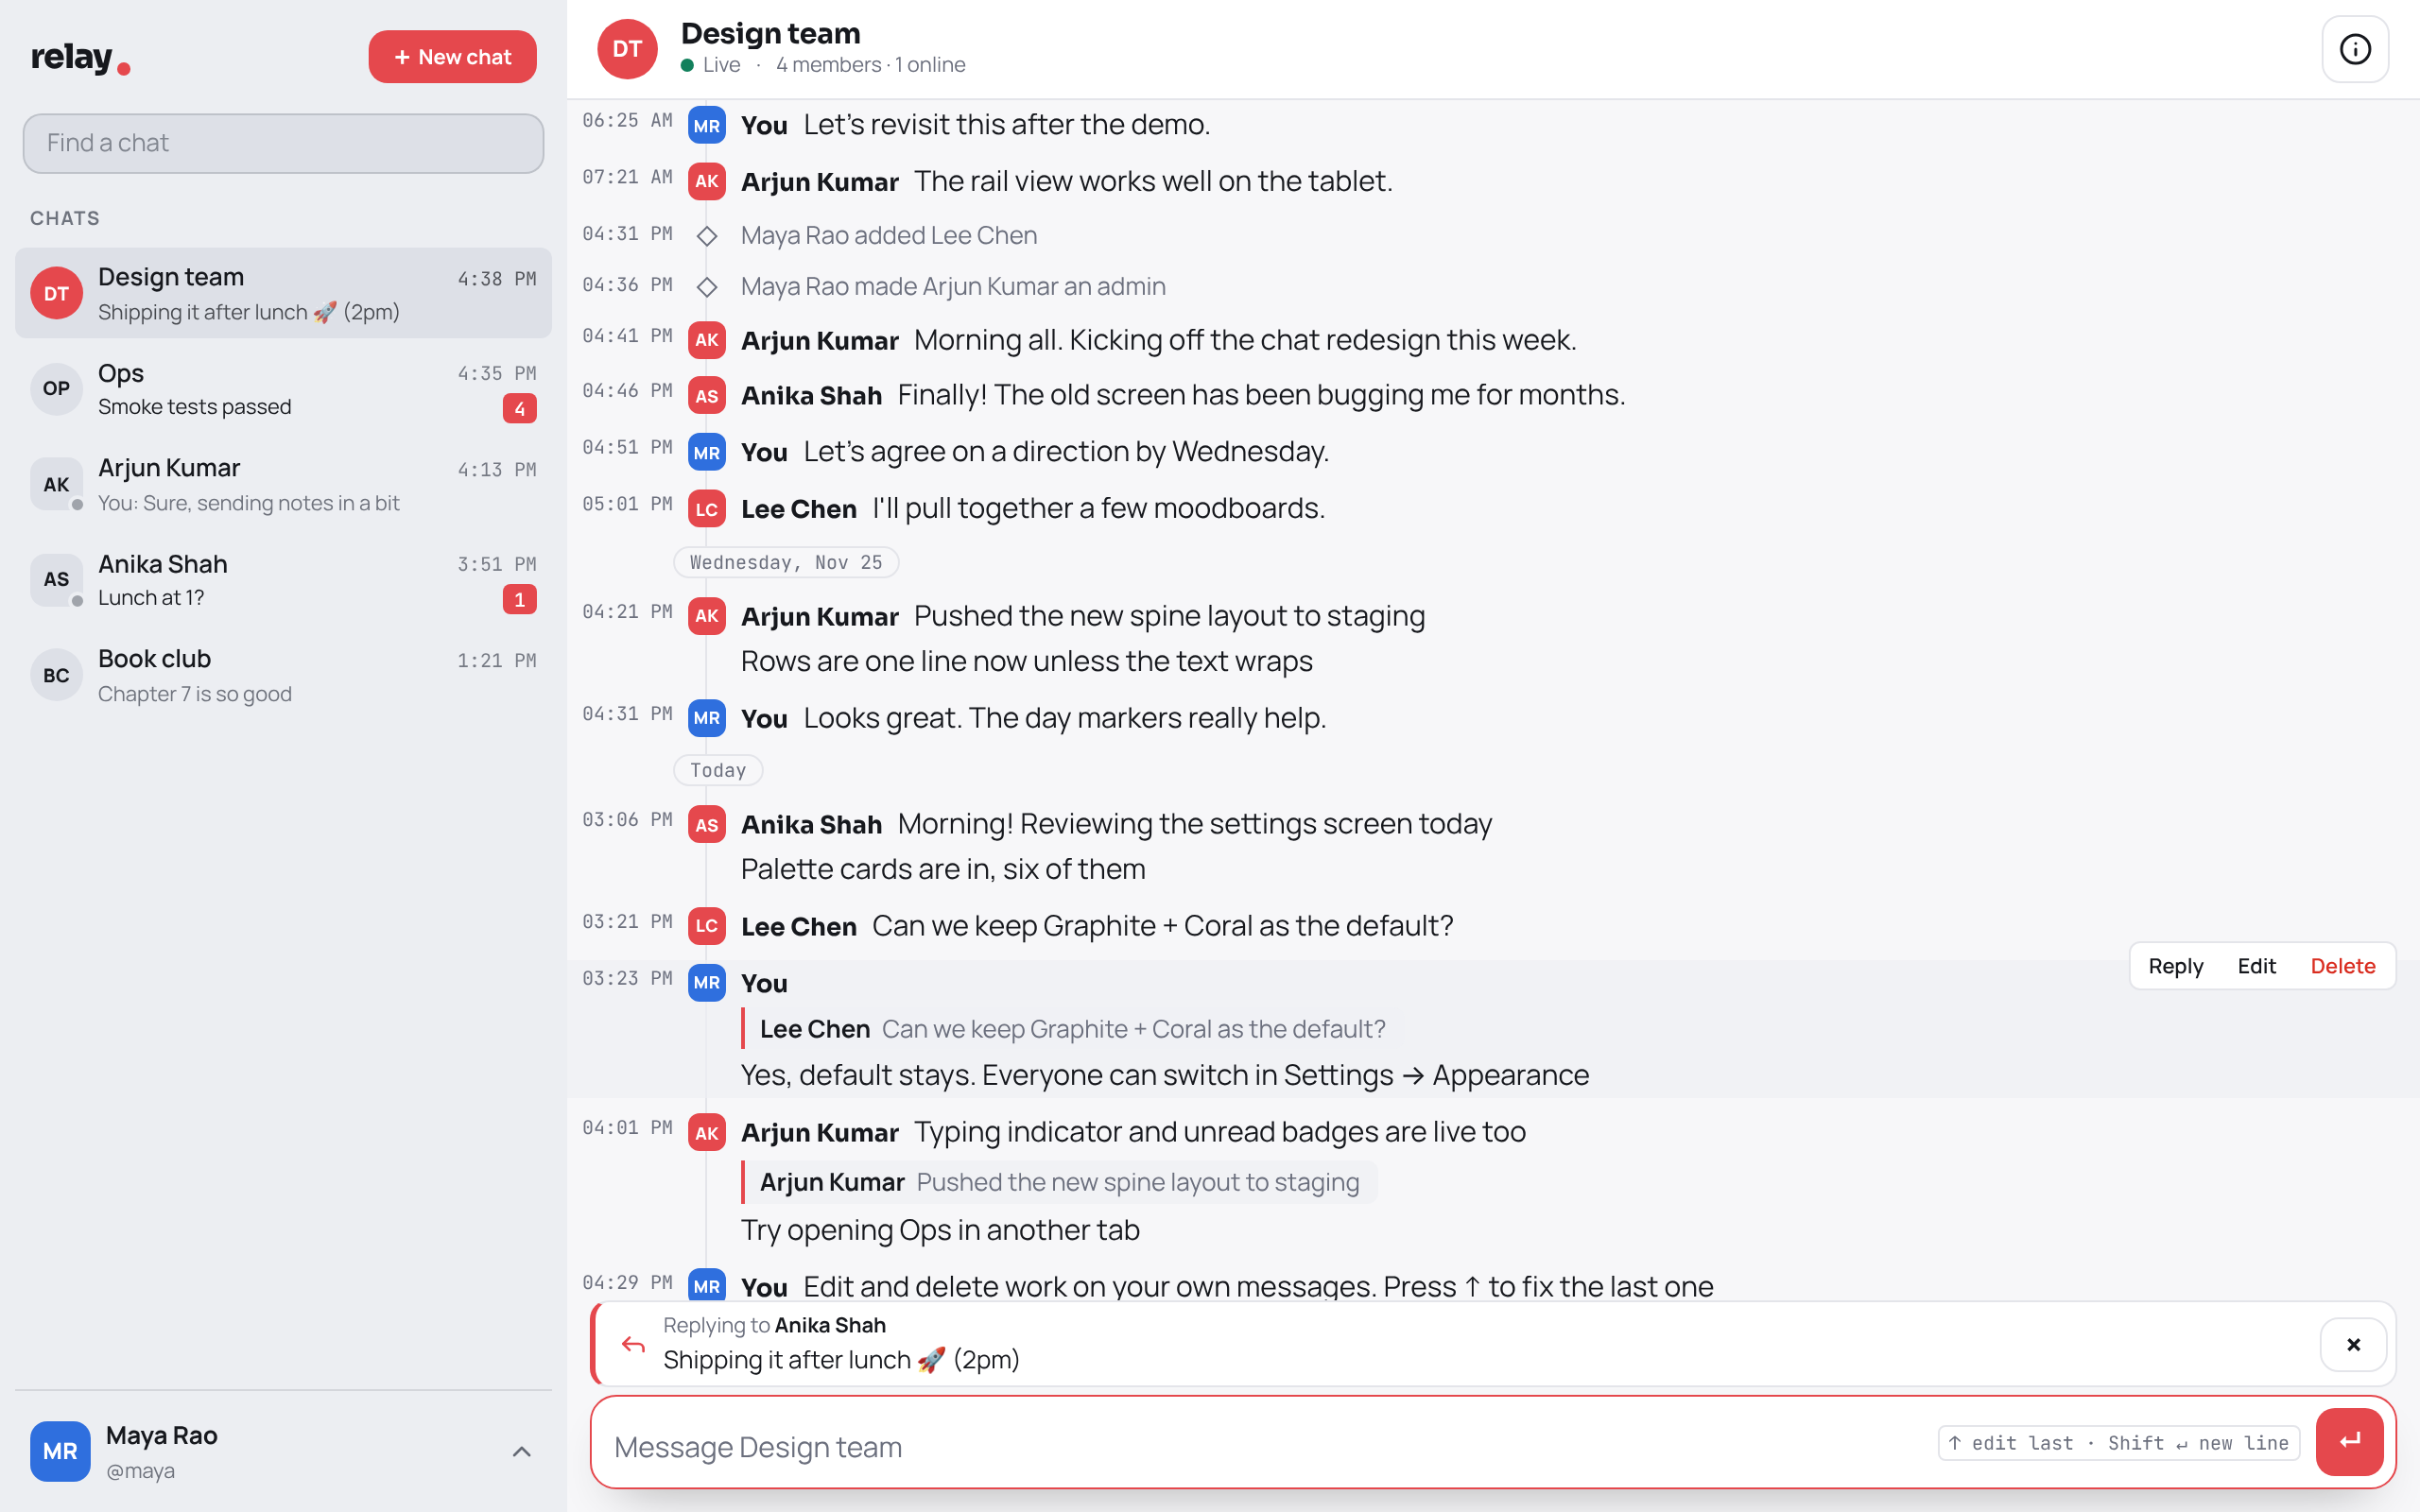 relay.
+ New chat
Find a chat
CHATS
DT
Design team
4:38 PM
Shipping it after lunch 🚀 (2pm)
OP
Ops
4:35 PM
Smoke tests passed
4
AK
Arjun Kumar
4:13 PM
You: Sure, sending notes in a bit
AS
Anika Shah
3:51 PM
Lunch at 1?
1
BC
Book club
1:21 PM
Chapter 7 is so good
MR
Maya Rao
@maya
DT
Design team
Live · 4 members · 1 online
06:25 AM MR You Let's revisit this after the demo.
07:21 AM AK Arjun Kumar The rail view works well on the tablet.
04:31 PM Maya Rao added Lee Chen
04:36 PM Maya Rao made Arjun Kumar an admin
04:41 PM AK Arjun Kumar Morning all. Kicking off the chat redesign this week.
04:46 PM AS Anika Shah Finally! The old screen has been bugging me for months.
04:51 PM MR You Let's agree on a direction by Wednesday.
05:01 PM LC Lee Chen I'll pull together a few moodboards.
Wednesday, Nov 25
04:21 PM AK Arjun Kumar Pushed the new spine layout to staging
Rows are one line now unless the text wraps
04:31 PM MR You Looks great. The day markers really help.
Today
03:06 PM AS Anika Shah Morning! Reviewing the settings screen today
Palette cards are in, six of them
03:21 PM LC Lee Chen Can we keep Graphite + Coral as the default?
Reply Edit Delete
03:23 PM MR You
Lee Chen Can we keep Graphite + Coral as the default?
Yes, default stays. Everyone can switch in Settings → Appearance
04:01 PM AK Arjun Kumar Typing indicator and unread badges are live too
Arjun Kumar Pushed the new spine layout to staging
Try opening Ops in another tab
04:29 PM MR You Edit and delete work on your own messages. Press ↑ to fix the last one
Replying to Anika Shah
Shipping it after lunch 🚀 (2pm)
Message Design team
↑ edit last · Shift ↵ new line